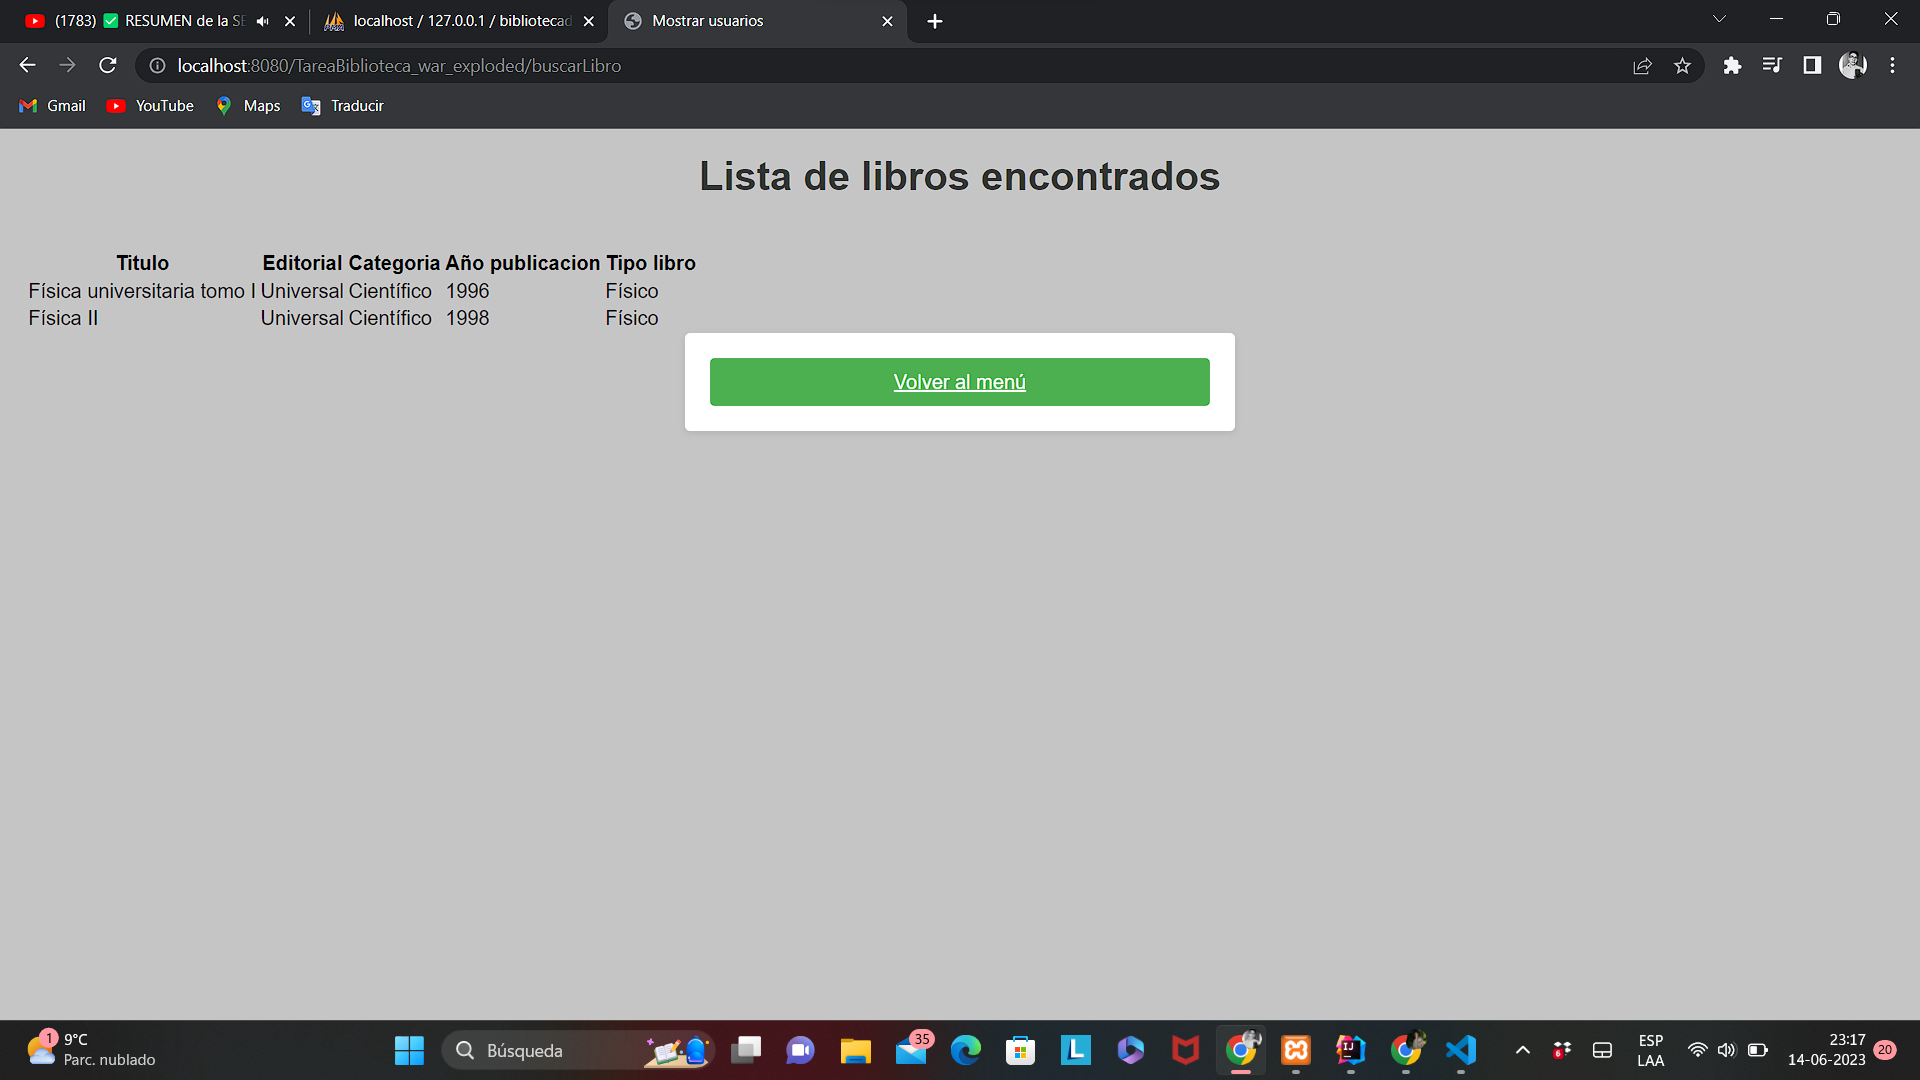 (1783) ✅ RESUMEN de la SE
localhost / 127.0.0.1 / bibliotecad
Mostrar usuarios
localhost:8080/TareaBiblioteca_war_exploded/buscarLibro
Gmail YouTube Maps Traducir
Lista de libros encontrados
Titulo Editorial Categoria Año publicacion Tipo libro
Física universitaria tomo I Universal Científico 1996 Físico
Física II Universal Científico 1998 Físico
Volver al menú
1 9°C
Parc. nublado
Búsqueda
35
6
ESP
LAA
23:17
14-06-2023
20